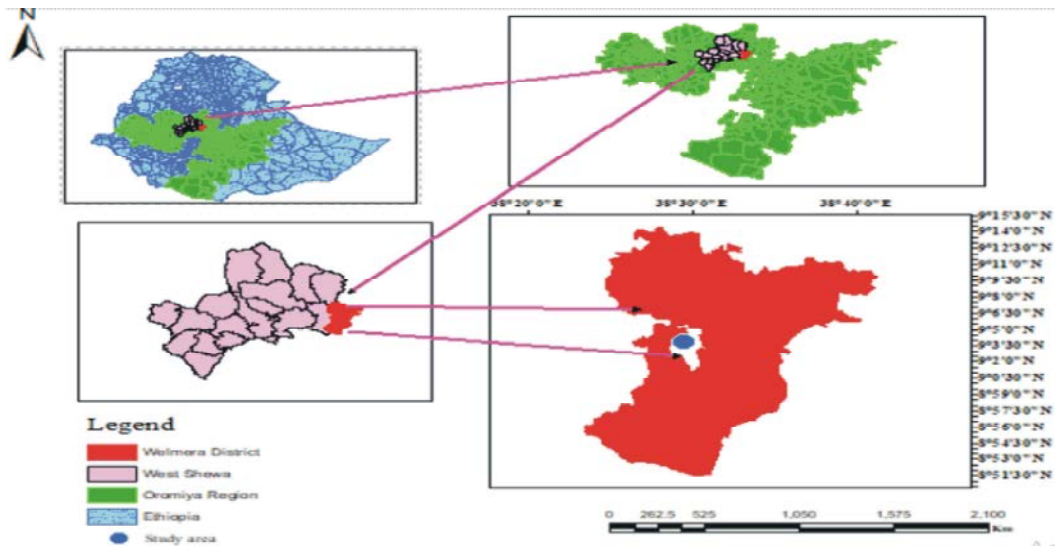 N
38°20'0"E 38°30'0"E 38°40'0"E
9°15'30"N
9°14'0"N
9°12'30"N
9°11'0"N
9°9'30"N
9°8'0"N
9°6'30"N
9°5'0"N
9°3'30"N
9°2'0"N
9°0'30"N
8°59'0"N
8°57'30"N
8°56'0"N
8°54'30"N
8°53'0"N
8°51'30"N
Legend
Welmera District
West Shewa
Oromiya Region
Ethiopia
Study area
0 262.5 525 1,050 1,575 2,100
Km